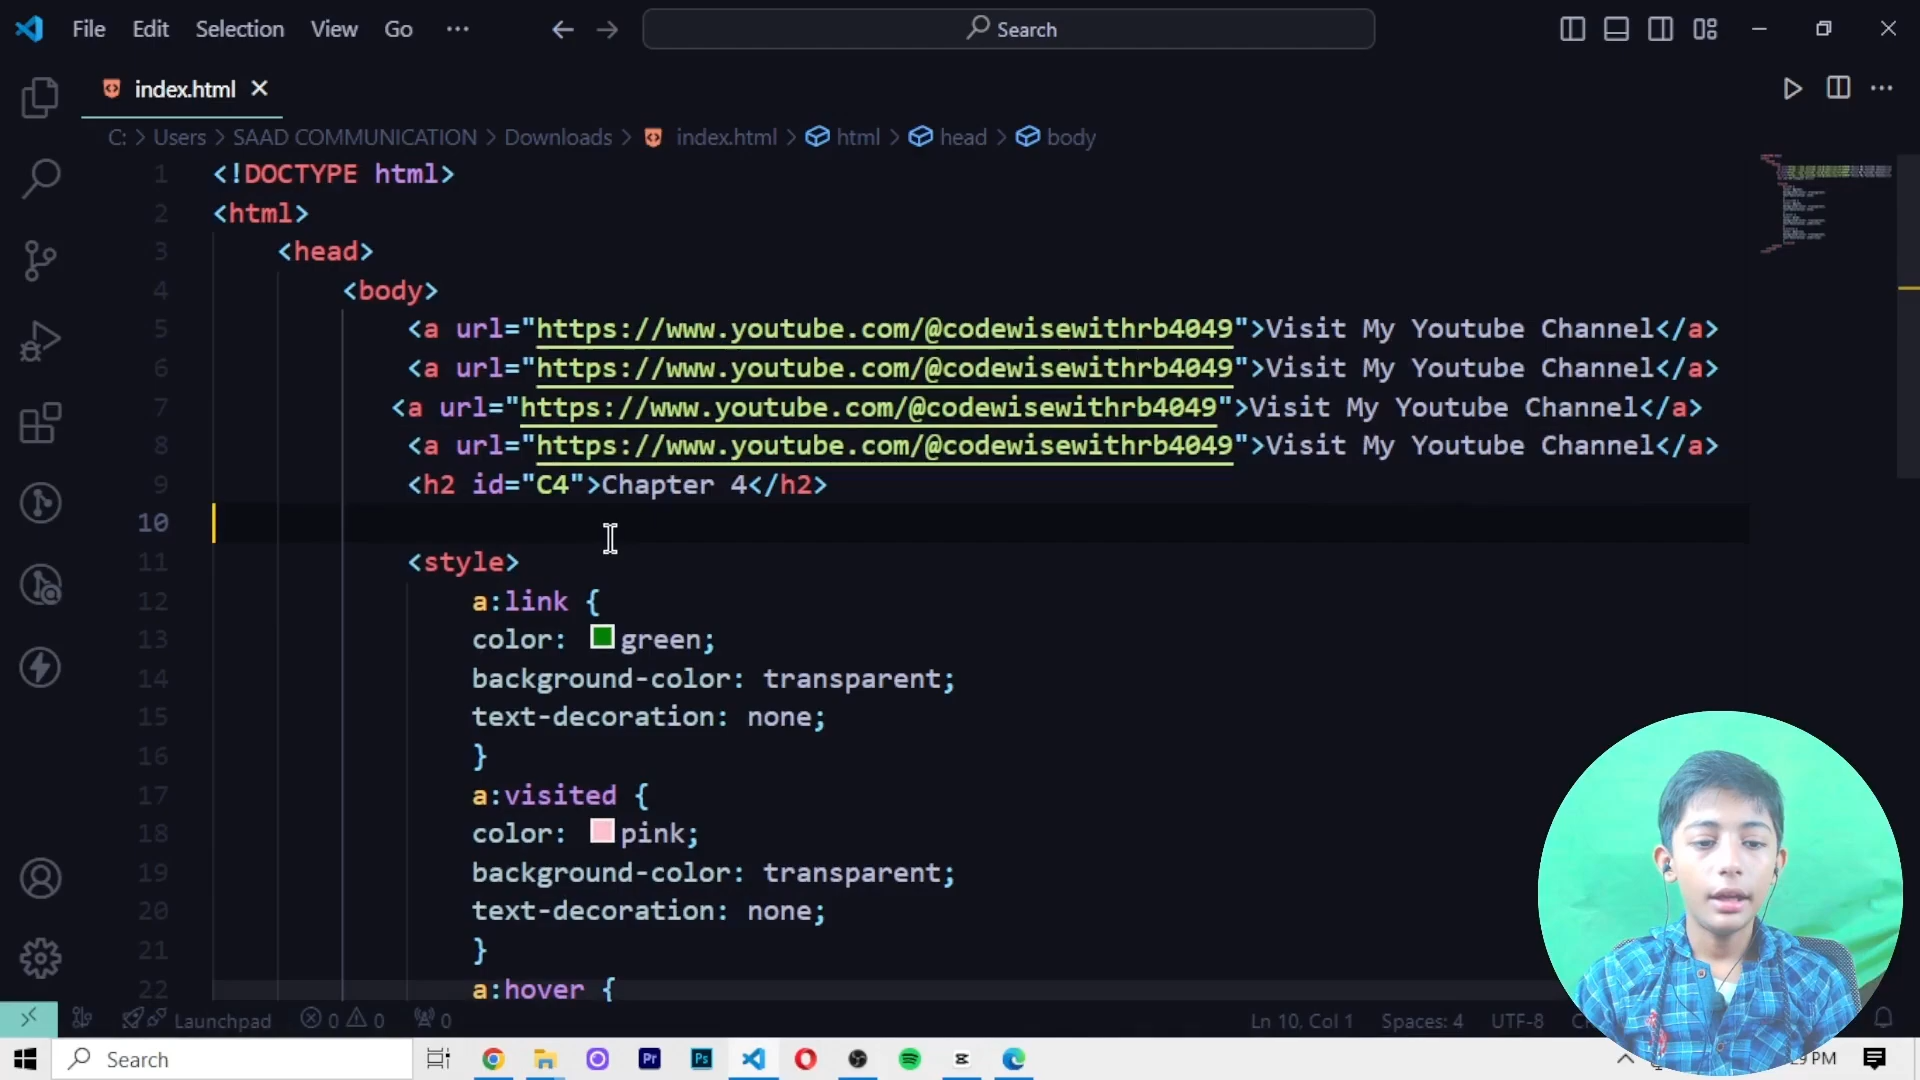 File Edit Selection View Go ··· Search
index.html
C: > Users > SAAD COMMUNICATION > Downloads > index.html > html > head > body
1 <!DOCTYPE html>
2 <html>
3 <head>
4 <body>
5 <a url="https://www.youtube.com/@codewisewithrb4049">Visit My Youtube Channel</a>
6 <a url="https://www.youtube.com/@codewisewithrb4049">Visit My Youtube Channel</a>
7 <a url="https://www.youtube.com/@codewisewithrb4049">Visit My Youtube Channel</a>
8 <a url="https://www.youtube.com/@codewisewithrb4049">Visit My Youtube Channel</a>
9 <h2 id="C4">Chapter 4</h2>
10
11 <style>
12 a:link {
13 color: green;
14 background-color: transparent;
15 text-decoration: none;
16 }
17 a:visited {
18 color: pink;
19 background-color: transparent;
20 text-decoration: none;
21 }
22 a:hover {
Launchpad 0 0 0 Ln 10, Col 1 Spaces: 4 UTF-8
Search Pr Ps PM